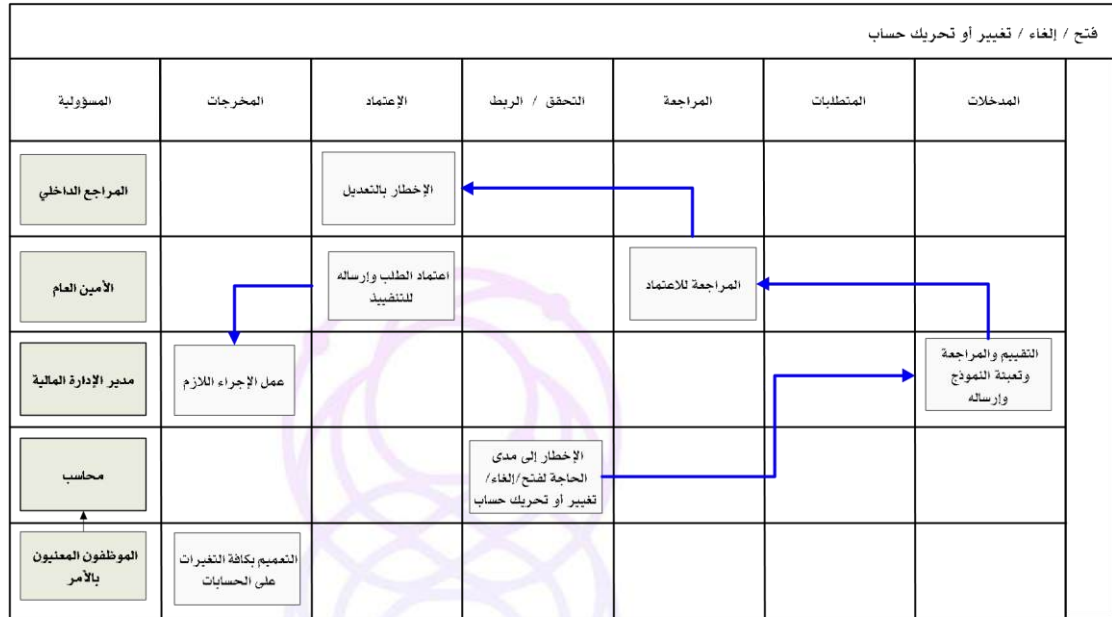 فتح / إلغاء / تغيير أو تحريك حساب
المدخلات
المتطلبات
المراجعة
التحقق / الربط
الإعتماد
المخرجات
المسؤولية
الإخطار بالتعديل
المراجع الداخلي
المراجعة للاعتماد
اعتماد الطلب وإرساله
للتنفييذ
الأمين العام
التقييم والمراجعة
وتعبئة النموذج
وإرساله
عمل الإجراء اللازم
مدير الإدارة المالية
الإخطار إلى مدى
الحاجة لفتح/إلغاء/
تغيير أو تحريك حساب
محاسب
التعميم بكافة التغيرات
على الحسابات
الموظفون المعنيون
بالأمر